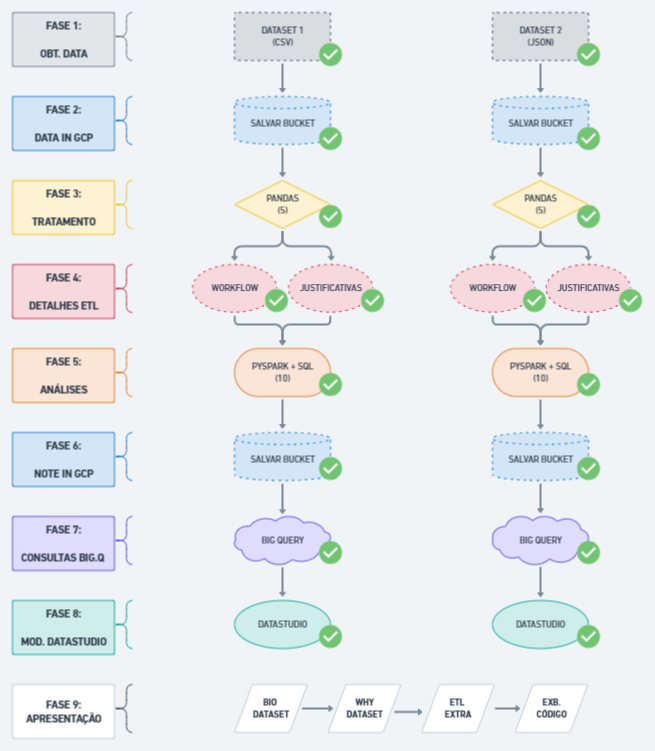 FASE 1:
OBT. DATA
DATASET 1
(CSV)
DATASET 2
(JSON)
FASE 2:
DATA IN GCP
SALVAR BUCKET
SALVAR BUCKET
FASE 3:
TRATAMENTO
PANDAS
(5)
PANDAS
(5)
FASE 4:
DETALHES ETL
WORKFLOW
JUSTIFICATIVAS
WORKFLOW
JUSTIFICATIVAS
FASE 5:
ANÁLISES
PYSPARK + SQL
(10)
PYSPARK + SQL
(10)
FASE 6:
NOTE IN GCP
SALVAR BUCKET
SALVAR BUCKET
FASE 7:
CONSULTAS BIG.Q
BIG QUERY
BIG QUERY
FASE 8:
MOD. DATASTUDIO
DATASTUDIO
DATASTUDIO
FASE 9:
APRESENTAÇÃO
BIO
DATASET
WHY
DATASET
ETL
EXTRA
EXB.
CÓDIGO